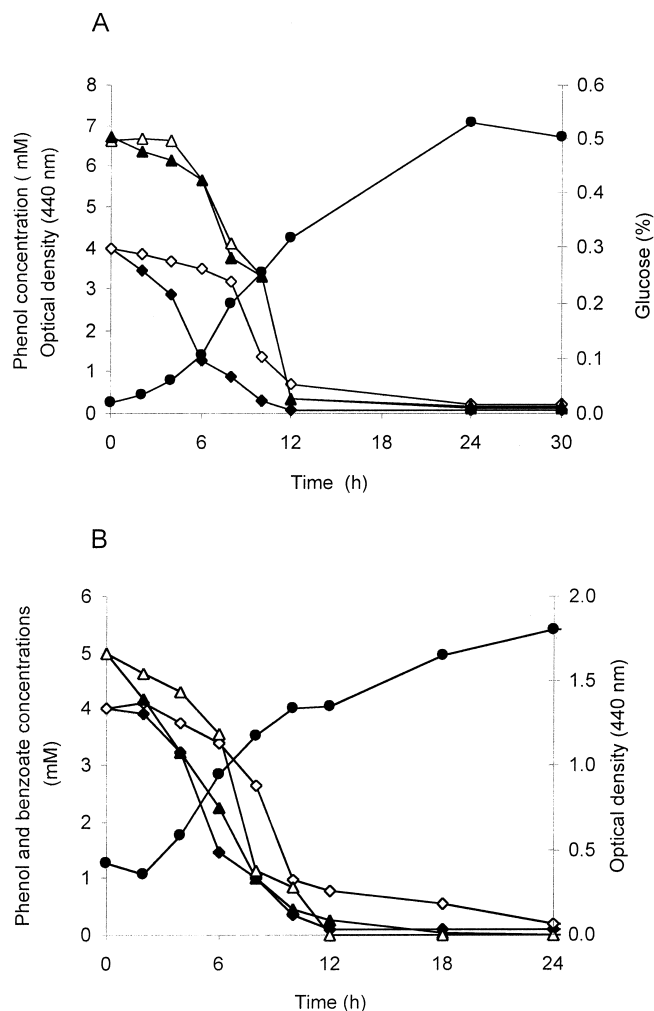 A
Phenol concentration ( mM)
Optical density (440 nm)
8
7
6
5
4
3
2
1
0
0.6
0.5
0.4
0.3
0.2
0.1
0.0
Glucose (%)
0 6 12 18 24 30
Time (h)
B
Phenol and benzoate concentrations
(mM)
6
5
4
3
2
1
0
2.0
1.5
1.0
0.5
0.0
Optical density (440 nm)
0 6 12 18 24
Time (h)